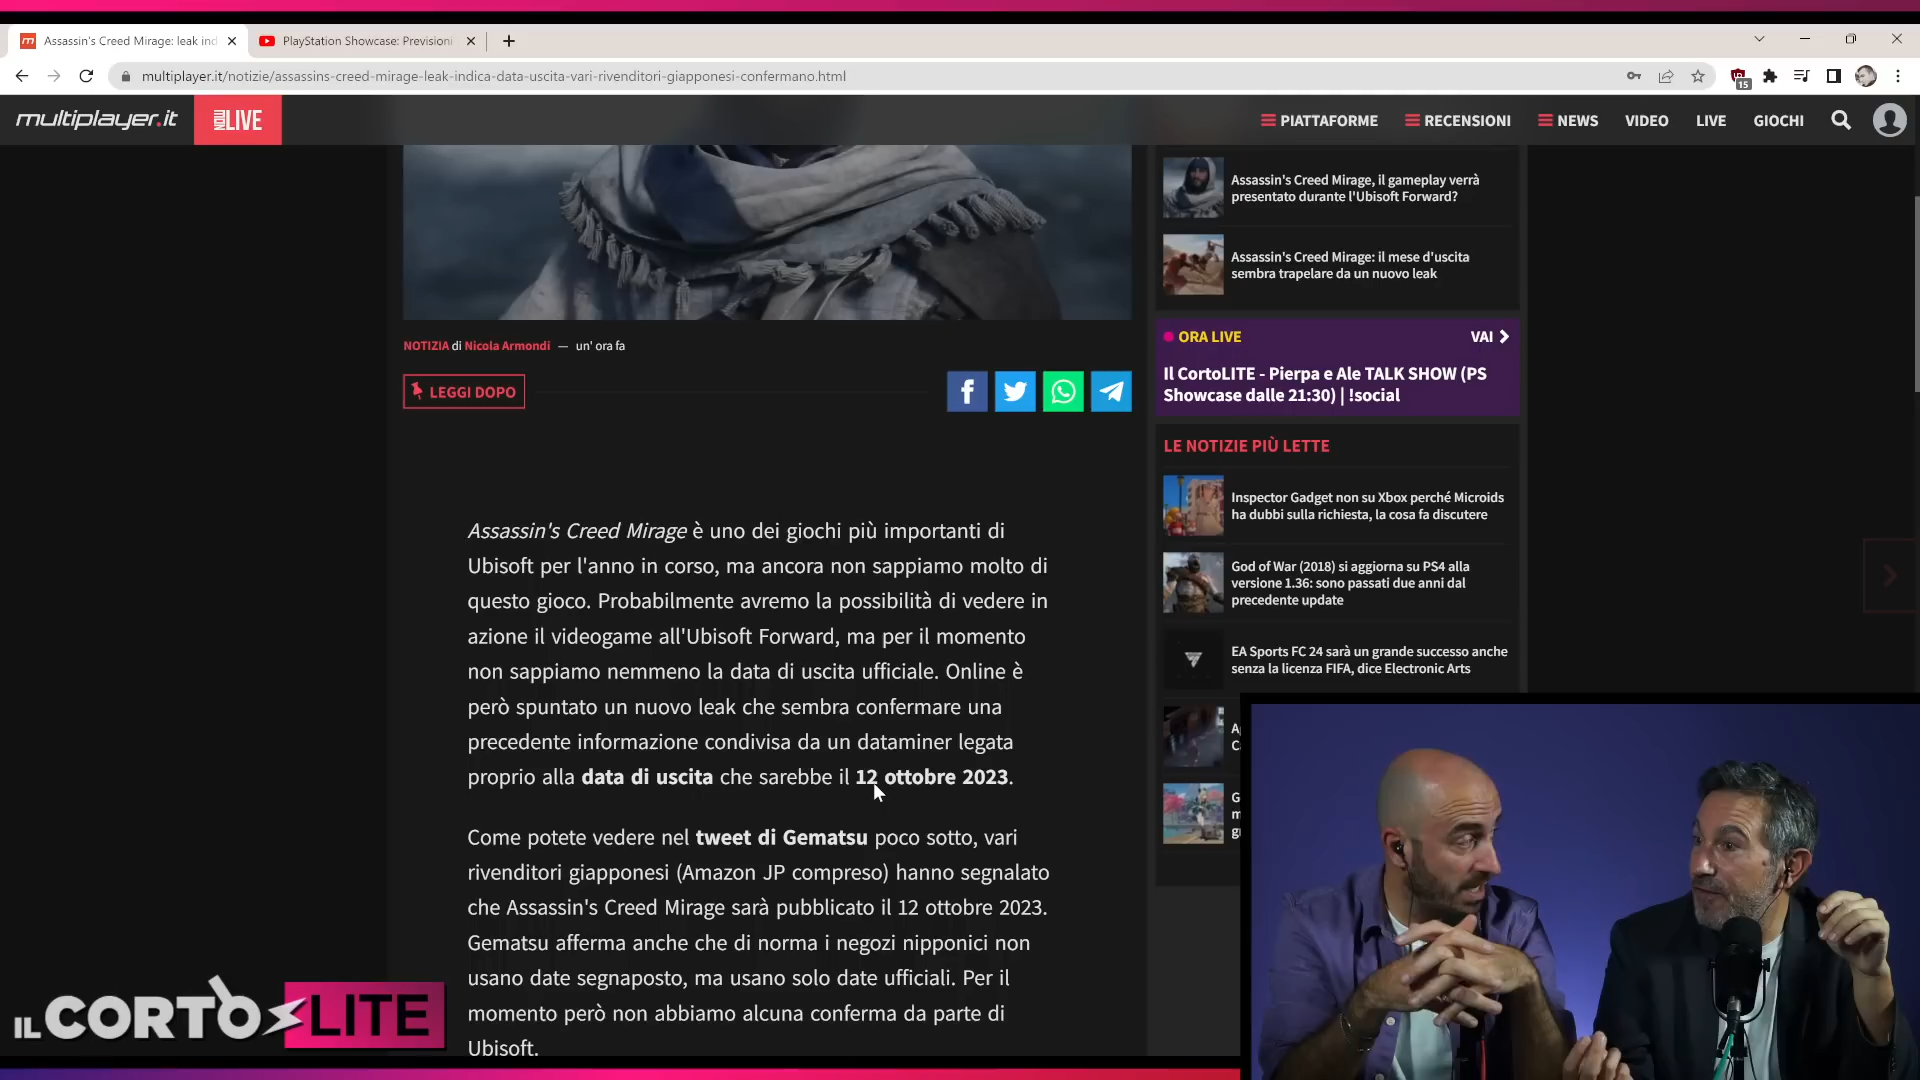 Assassin's Creed Mirage: leak ind
PlayStation Showcase: Previsioni
multiplayer.it/notizie/assassins-creed-mirage-leak-indica-data-uscita-vari-rivenditori-giapponesi-confermano.html
15
multiplayer.it
NOW LIVE
PIATTAFORME
RECENSIONI
NEWS
VIDEO
LIVE
GIOCHI
NOTIZIA di Nicola Armondi — un' ora fa
LEGGI DOPO
Assassin's Creed Mirage è uno dei giochi più importanti di
Ubisoft per l'anno in corso, ma ancora non sappiamo molto di
questo gioco. Probabilmente avremo la possibilità di vedere in
azione il videogame all'Ubisoft Forward, ma per il momento
non sappiamo nemmeno la data di uscita ufficiale. Online è
però spuntato un nuovo leak che sembra confermare una
precedente informazione condivisa da un dataminer legata
proprio alla data di uscita che sarebbe il 12 ottobre 2023.
Come potete vedere nel tweet di Gematsu poco sotto, vari
rivenditori giapponesi (Amazon JP compreso) hanno segnalato
che Assassin's Creed Mirage sarà pubblicato il 12 ottobre 2023.
Gematsu afferma anche che di norma i negozi nipponici non
usano date segnaposto, ma usano solo date ufficiali. Per il
momento però non abbiamo alcuna conferma da parte di
Ubisoft.
Assassin's Creed Mirage, il gameplay verrà
presentato durante l'Ubisoft Forward?
Assassin's Creed Mirage: il mese d'uscita
sembra trapelare da un nuovo leak
ORA LIVE
VAI
Il CortoLITE - Pierpa e Ale TALK SHOW (PS
Showcase dalle 21:30) | !social
LE NOTIZIE PIÙ LETTE
Inspector Gadget non su Xbox perché Microids
ha dubbi sulla richiesta, la cosa fa discutere
God of War (2018) si aggiorna su PS4 alla
versione 1.36: sono passati due anni dal
precedente update
EA Sports FC 24 sarà un grande successo anche
senza la licenza FIFA, dice Electronic Arts
IL CORTO LITE